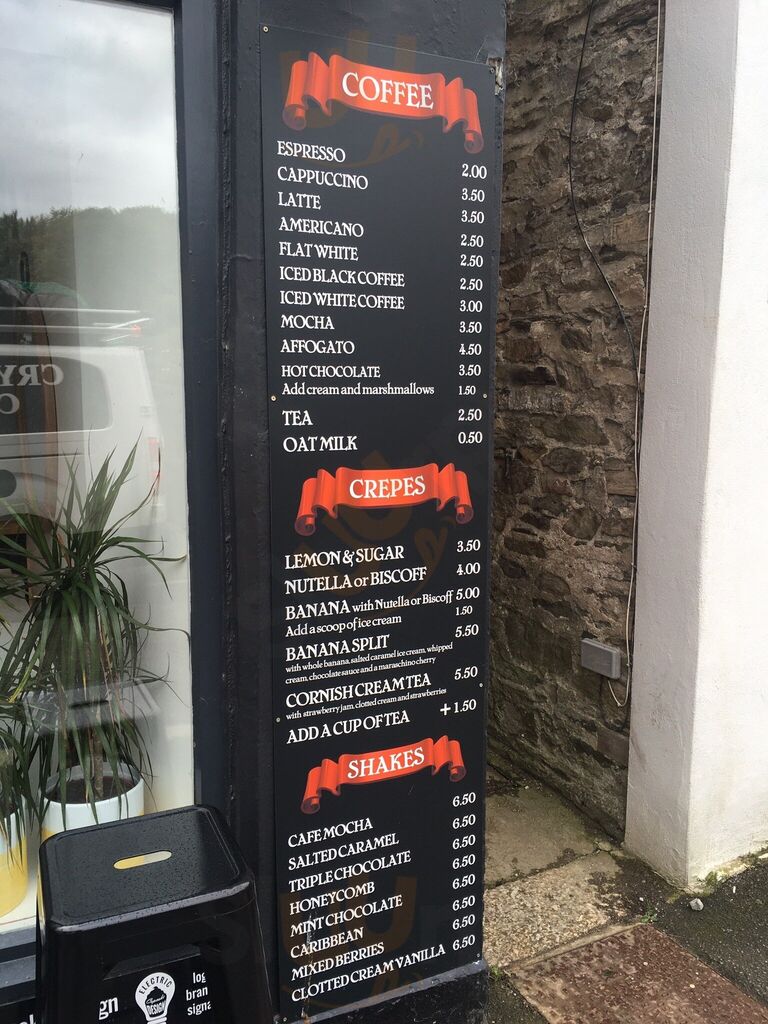 COFFEE
ESPRESSO 2.00
CAPPUCCINO 3.50
LATTE 3.50
AMERICANO 2.50
FLAT WHITE 2.50
ICED BLACK COFFEE 2.50
ICED WHITE COFFEE 3.00
MOCHA 3.50
AFFOGATO 4.50
HOT CHOCOLATE 3.50
Add cream and marshmallows 1.50
TEA 2.50
OAT MILK 0.50
CREPES
LEMON & SUGAR 3.50
NUTELLA or BISCOFF 4.00
BANANA with Nutella or Biscoff 5.00
Add a scoop of ice cream 1.50
BANANA SPLIT 5.50
with whole banana, salted caramel ice cream, whipped
cream, chocolate sauce and a maraschino cherry
CORNISH CREAM TEA 5.50
with strawberry jam, clotted cream and strawberries
ADD A CUP OF TEA +1.50
SHAKES
CAFE MOCHA 6.50
SALTED CARAMEL 6.50
TRIPLE CHOCOLATE 6.50
HONEYCOMB 6.50
MINT CHOCOLATE 6.50
CARIBBEAN 6.50
MIXED BERRIES 6.50
CLOTTED CREAM VANILLA 6.50
CRY
ELECTRIC
DESIGN
gn
log
bran
signa